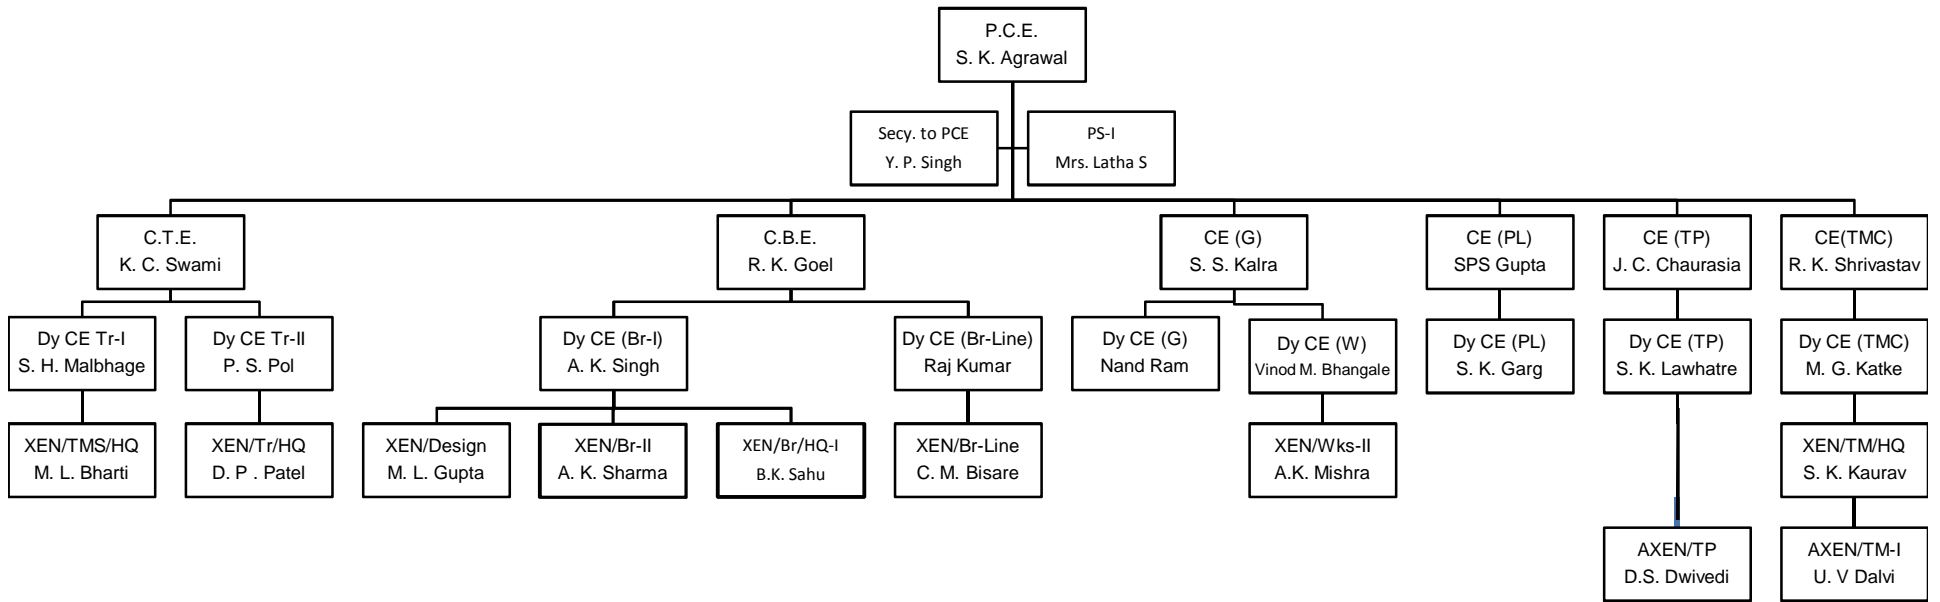 P.C.E.
S. K. Agrawal
Secy. to PCE
Y. P. Singh
PS-I
Mrs. Latha S
C.T.E.
K. C. Swami
C.B.E.
R. K. Goel
CE (G)
S. S. Kalra
CE (PL)
SPS Gupta
CE (TP)
J. C. Chaurasia
CE(TMC)
R. K. Shrivastav
Dy CE Tr-I
S. H. Malbhage
Dy CE Tr-II
P. S. Pol
Dy CE (Br-I)
A. K. Singh
Dy CE (Br-Line)
Raj Kumar
Dy CE (G)
Nand Ram
Dy CE (W)
Vinod M. Bhangale
Dy CE (PL)
S. K. Garg
Dy CE (TP)
S. K. Lawhatre
Dy CE (TMC)
M. G. Katke
XEN/TMS/HQ
M. L. Bharti
XEN/Tr/HQ
D. P . Patel
XEN/Design
M. L. Gupta
XEN/Br-II
A. K. Sharma
XEN/Br/HQ-I
B.K. Sahu
XEN/Br-Line
C. M. Bisare
XEN/Wks-II
A.K. Mishra
XEN/TM/HQ
S. K. Kaurav
AXEN/TP
D.S. Dwivedi
AXEN/TM-I
U. V Dalvi